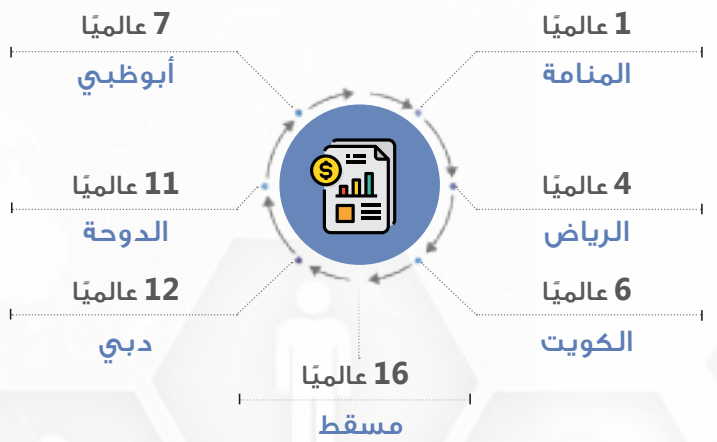 1 عالميًا
المنامة
4 عالميًا
الرياض
6 عالميًا
الكويت
7 عالميًا
أبوظبي
11 عالميًا
الدوحة
12 عالميًا
دبي
16 عالميًا
مسقط
$